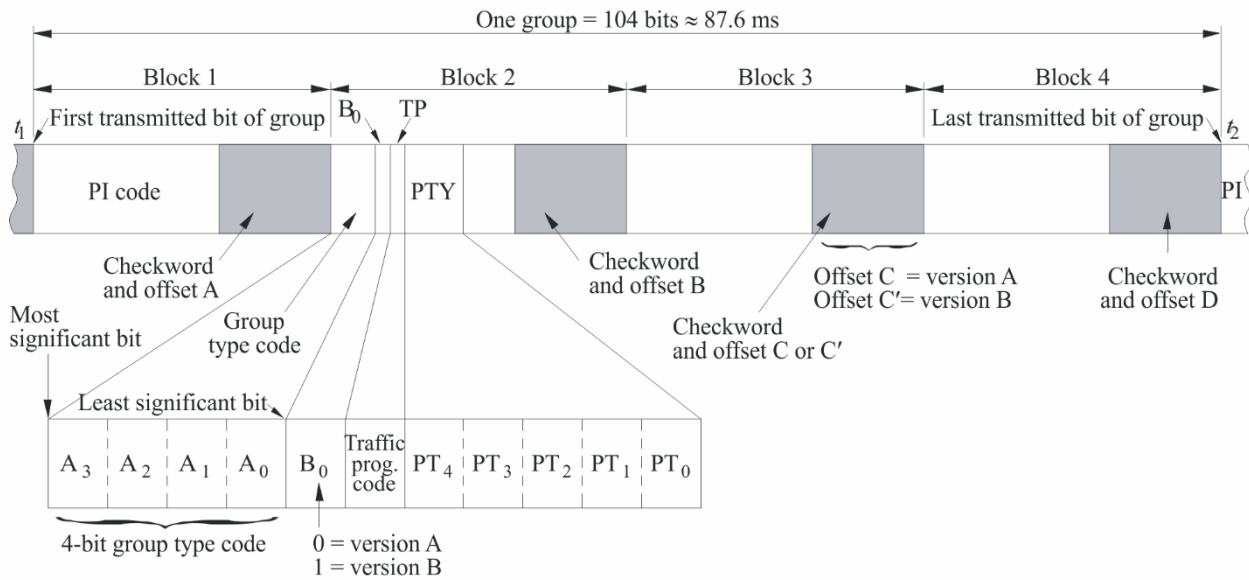 One group = 104 bits ≈ 87.6 ms
Block 1
Block 2
Block 3
Block 4
B₀
TP
t₁
First transmitted bit of group
Last transmitted bit of group
t₂
PI code
PTY
PI
Checkword
and offset A
Group
type code
Checkword
and offset B
Checkword
and offset C or C′
Offset C = version A
Offset C′= version B
Checkword
and offset D
Most
significant bit
Least significant bit
A₃
A₂
A₁
A₀
B₀
Traffic
prog.
code
PT₄
PT₃
PT₂
PT₁
PT₀
4-bit group type code
0 = version A
1 = version B